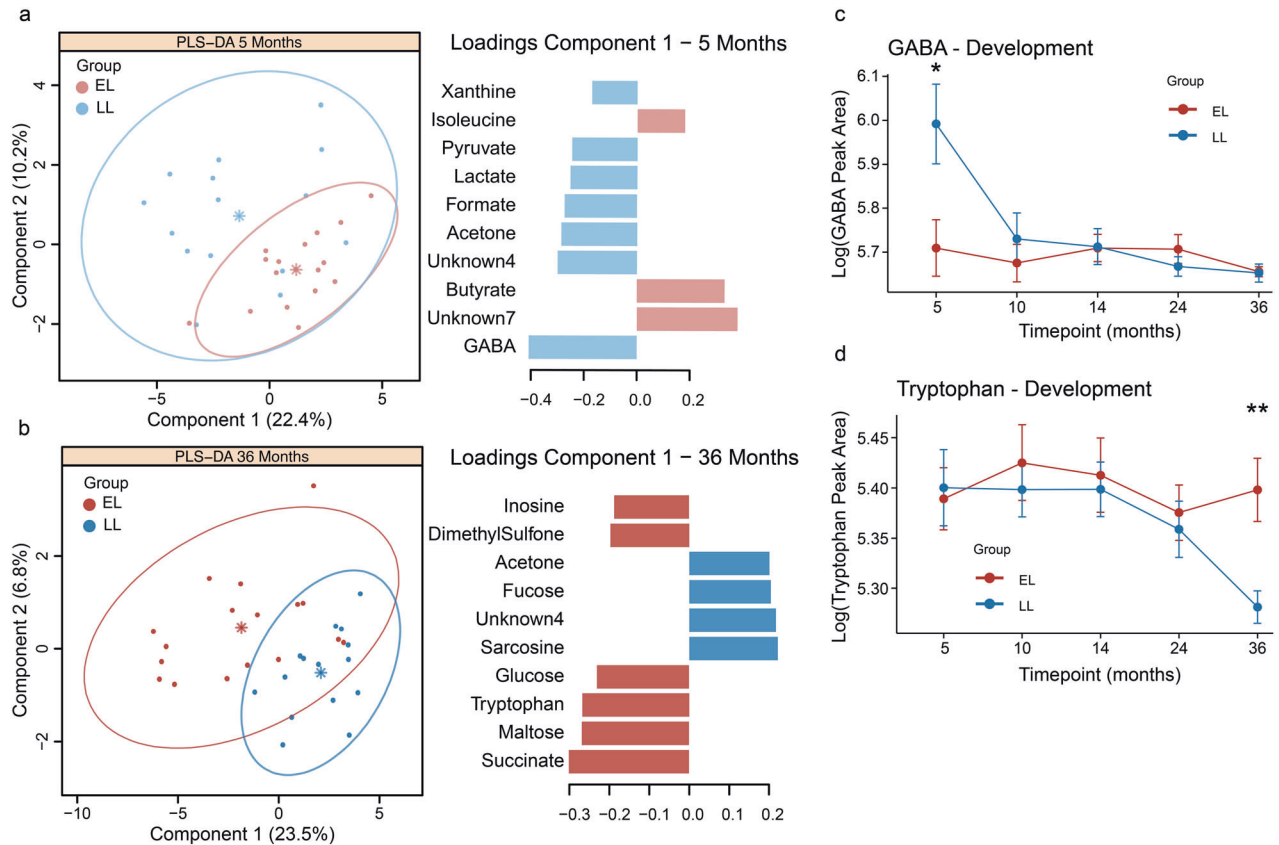 a
PLS−DA 5 Months
Group
EL
LL
4
2
0
−2
Component 2 (10.2%)
−5
0
5
Component 1 (22.4%)
Loadings Component 1 − 5 Months
Xanthine
Isoleucine
Pyruvate
Lactate
Formate
Acetone
Unknown4
Butyrate
Unknown7
GABA
−0.4
−0.2
0.0
0.2
b
PLS−DA 36 Months
Group
EL
LL
2
0
−2
Component 2 (6.8%)
−10
−5
0
5
Component 1 (23.5%)
Loadings Component 1 − 36 Months
Inosine
DimethylSulfone
Acetone
Fucose
Unknown4
Sarcosine
Glucose
Tryptophan
Maltose
Succinate
−0.3
−0.2
−0.1
0.0
0.1
0.2
c
GABA - Development
*
Group
EL
LL
6.1
6.0
5.9
5.8
5.7
Log(GABA Peak Area)
5
10
14
24
36
Timepoint (months)
d
Tryptophan - Development
**
5.45
5.40
5.35
5.30
Log(Tryptophan Peak Area)
Group
EL
LL
5
10
14
24
36
Timepoint (months)